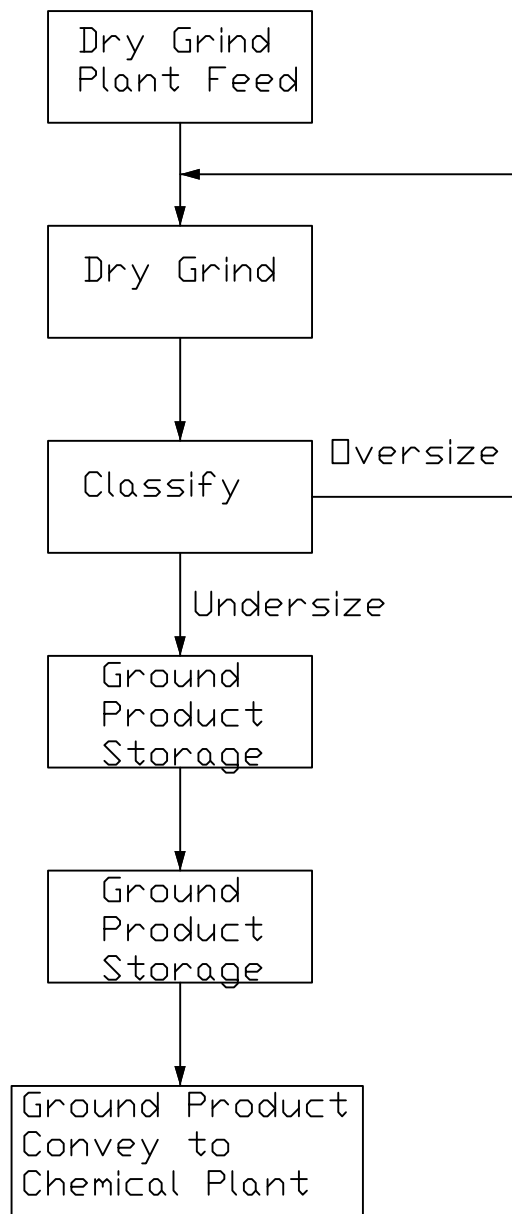 Dry Grind
Plant Feed
Dry Grind
Classify
Oversize
Undersize
Ground
Product
Storage
Ground
Product
Storage
Ground Product
Convey to
Chemical Plant